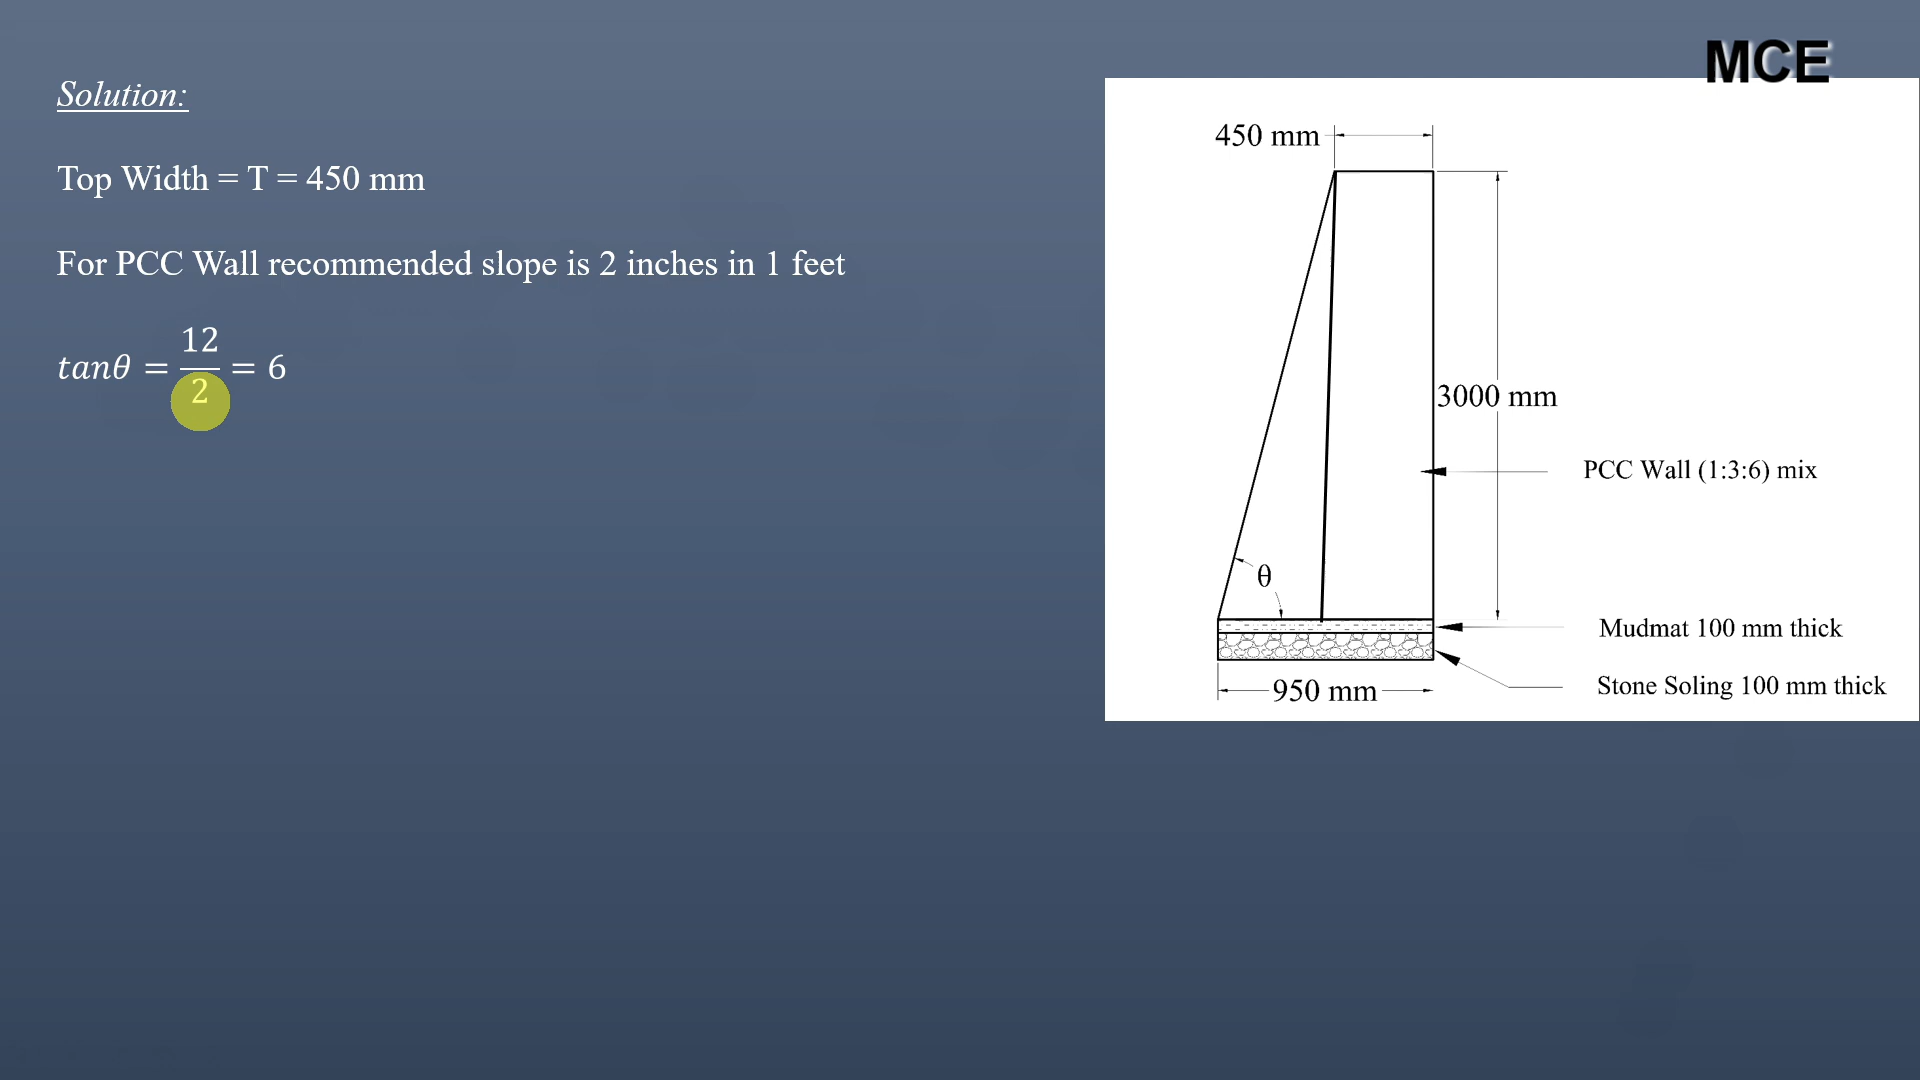 MCE
Solution:
Top Width = T = 450 mm
For PCC Wall recommended slope is 2 inches in 1 feet
tanθ = 12/2 = 6
450 mm
3000 mm
PCC Wall (1:3:6) mix
θ
Mudmat 100 mm thick
Stone Soling 100 mm thick
950 mm